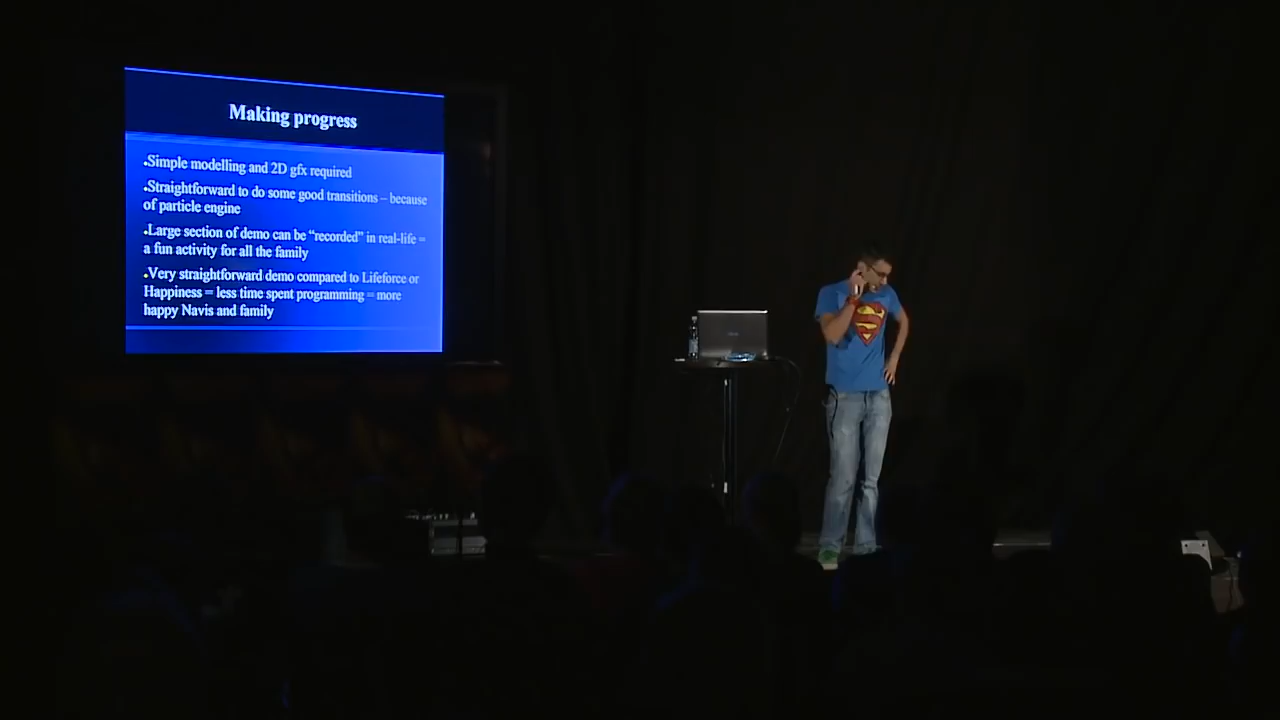 Making progress
.Simple modelling and 2D gfx required
.Straightforward to do some good transitions – because
of particle engine
.Large section of demo can be “recorded” in real-life =
a fun activity for all the family
.Very straightforward demo compared to Lifeforce or
Happiness = less time spent programming = more
happy Navis and family